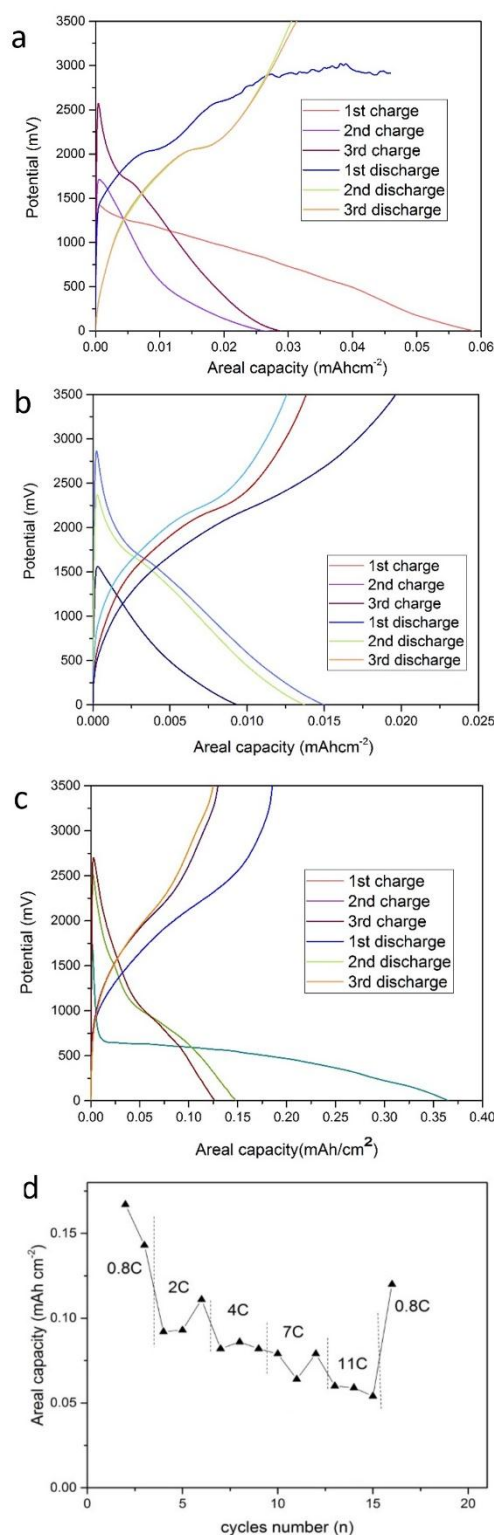 a
3500
3000
2500
2000
1500
1000
500
0
Potential (mV)
1st charge
2nd charge
3rd charge
1st discharge
2nd discharge
3rd discharge
0.00 0.01 0.02 0.03 0.04 0.05 0.06
Areal capacity (mAhcm⁻²)
b
3500
3000
2500
2000
1500
1000
500
0
Potential (mV)
1st charge
2nd charge
3rd charge
1st discharge
2nd discharge
3rd discharge
0.000 0.005 0.010 0.015 0.020 0.025
Areal capacity (mAhcm⁻²)
c
3500
3000
2500
2000
1500
1000
500
0
Potential (mV)
1st charge
2nd charge
3rd charge
1st discharge
2nd discharge
3rd discharge
0.00 0.05 0.10 0.15 0.20 0.25 0.30 0.35 0.40
Areal capacity(mAh/cm²)
d
0.15
0.10
0.05
0.00
Areal capacity (mAh cm⁻²)
0.8C
2C
4C
7C
11C
0.8C
0 5 10 15 20
cycles number (n)